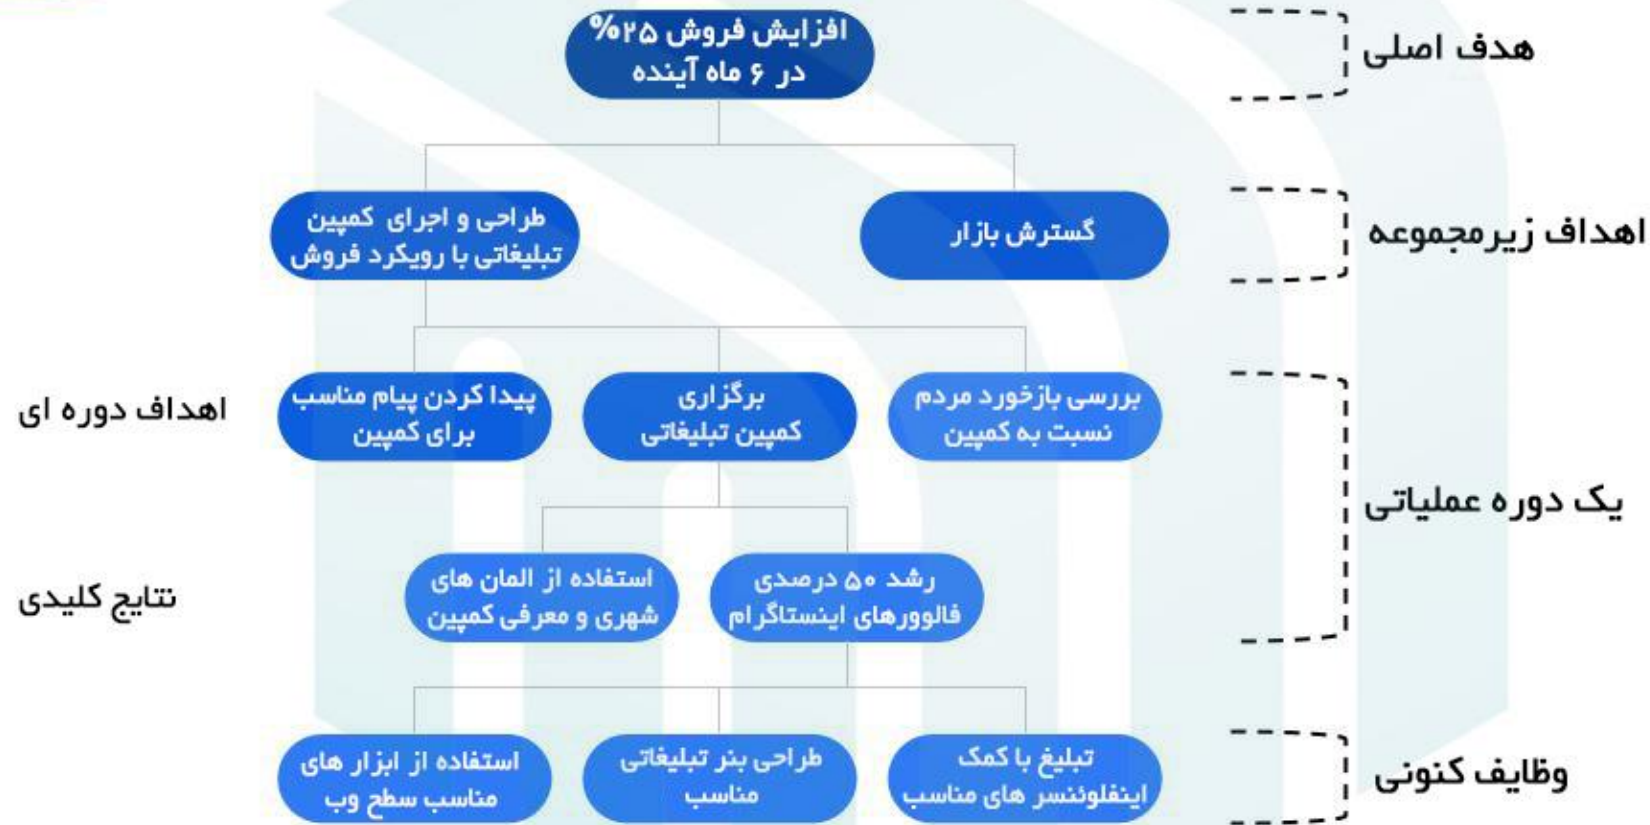 هدف اصلی
افزایش فروش ۲۵%
در ۶ ماه آینده
اهداف زیرمجموعه
گسترش بازار
طراحی و اجرای کمپین
تبلیغاتی با رویکرد فروش
یک دوره عملیاتی
بررسی بازخورد مردم
نسبت به کمپین
برگزاری
کمپین تبلیغاتی
پیدا کردن پیام مناسب
برای کمپین
اهداف دوره ای
رشد ۵۰ درصدی
فالوورهای اینستاگرام
استفاده از المان های
شهری و معرفی کمپین
نتایج کلیدی
وظایف کنونی
تبلیغ با کمک
اینفلوئنسر های مناسب
طراحی بنر تبلیغاتی
مناسب
استفاده از ابزار های
مناسب سطح وب